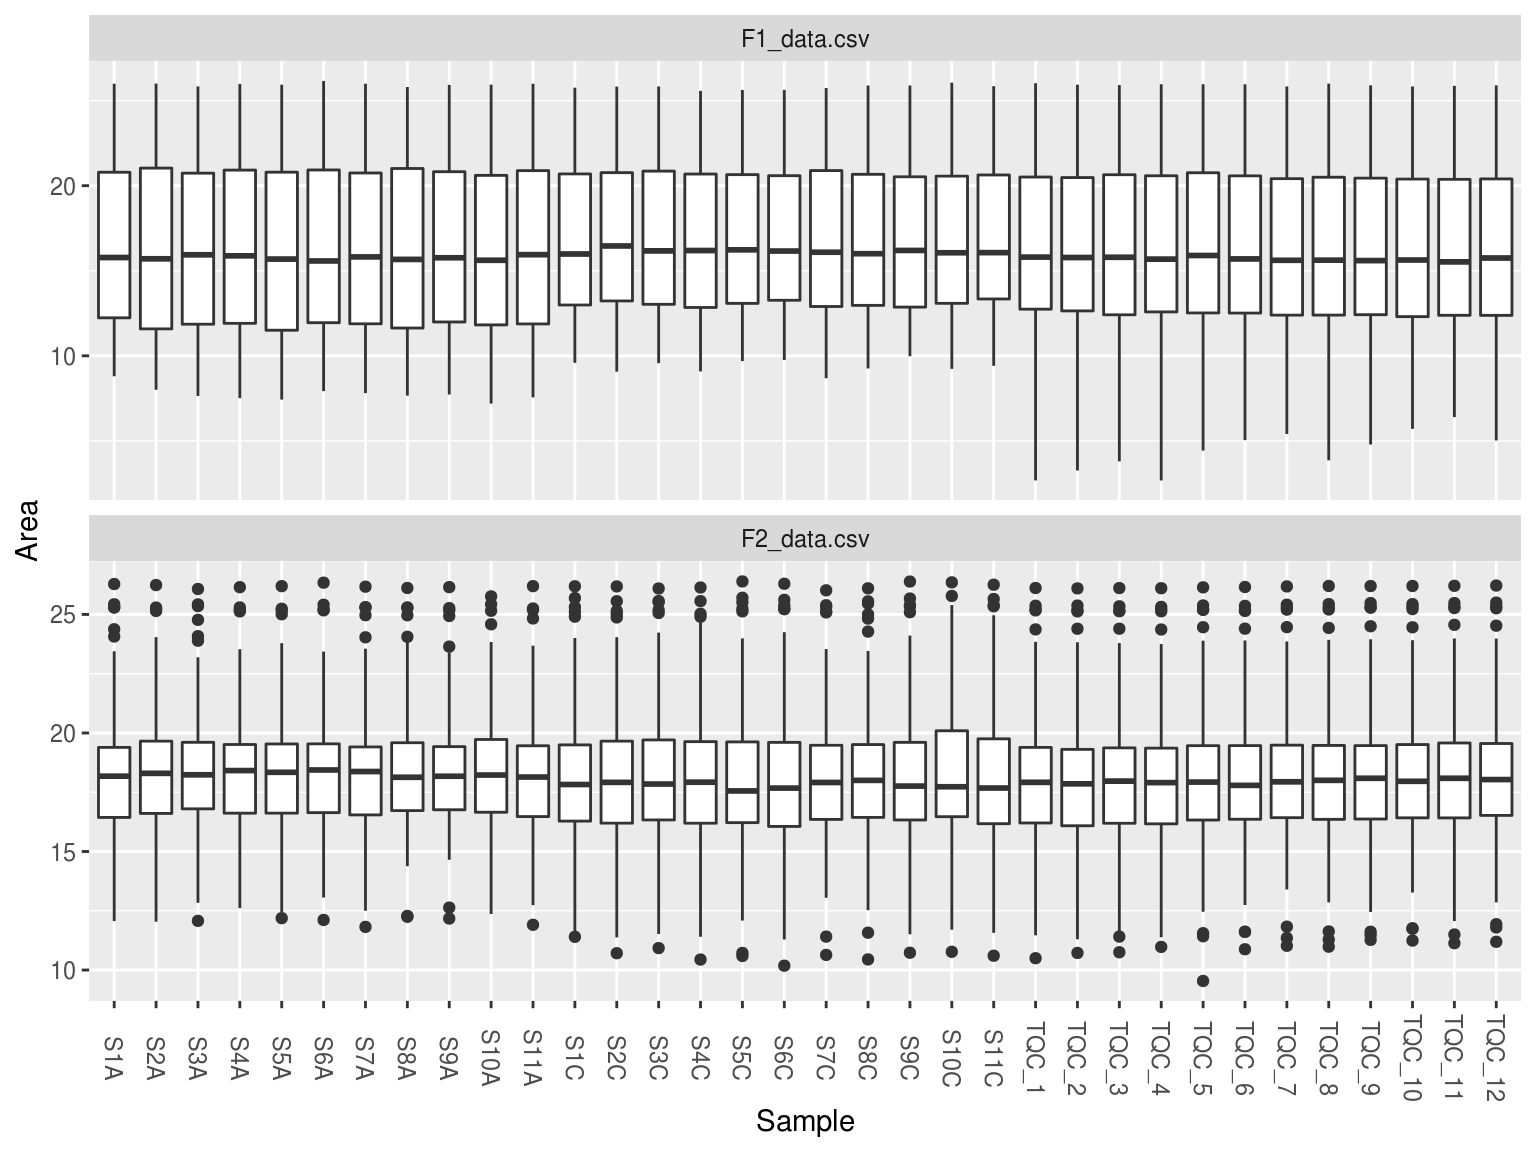 F1_data.csv
20
10
F2_data.csv
25
20
15
10
Area
S1A
S2A
S3A
S4A
S5A
S6A
S7A
S8A
S9A
S10A
S11A
S1C
S2C
S3C
S4C
S5C
S6C
S7C
S8C
S9C
S10C
S11C
TQC_1
TQC_2
TQC_3
TQC_4
TQC_5
TQC_6
TQC_7
TQC_8
TQC_9
TQC_10
TQC_11
TQC_12
Sample